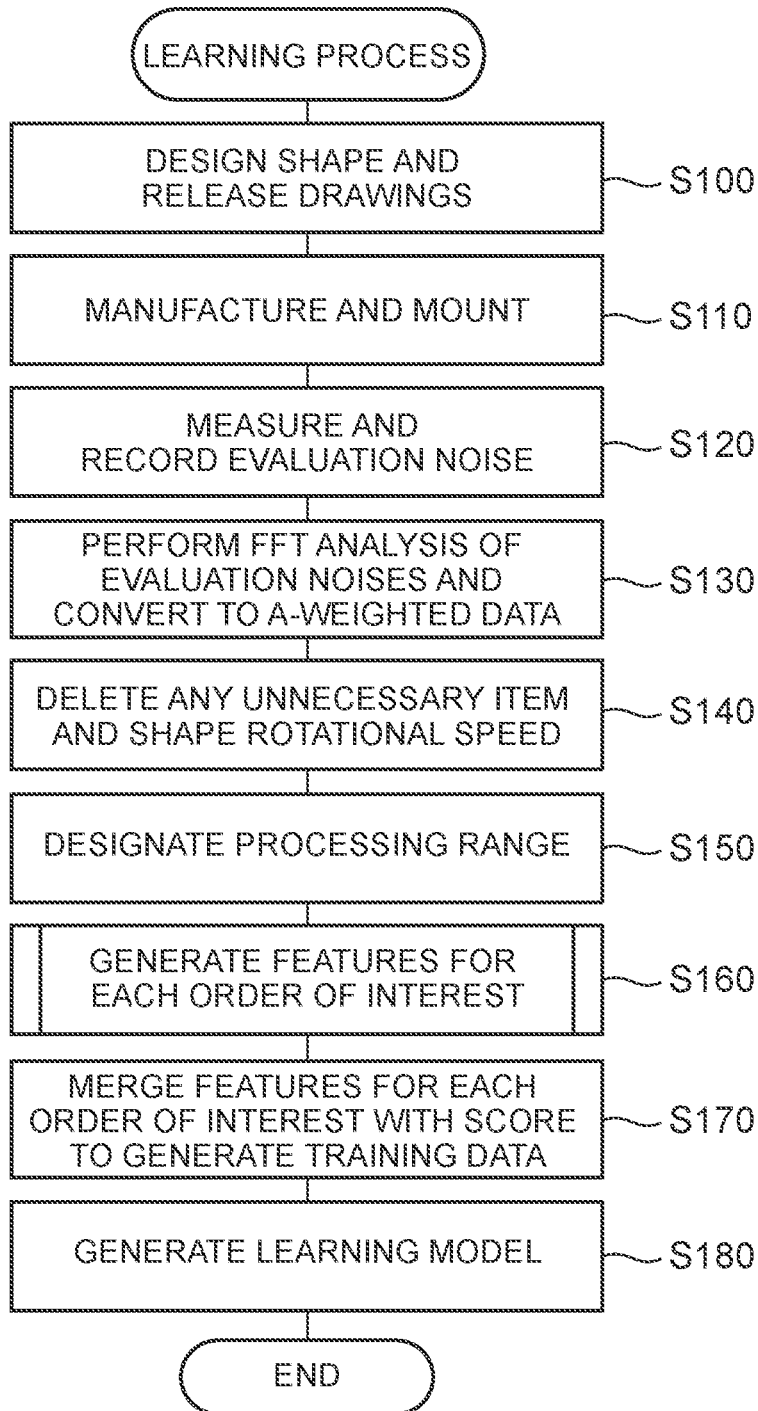 LEARNING PROCESS
DESIGN SHAPE AND
RELEASE DRAWINGS
S100
MANUFACTURE AND MOUNT
S110
MEASURE AND
RECORD EVALUATION NOISE
S120
PERFORM FFT ANALYSIS OF
EVALUATION NOISES AND
CONVERT TO A-WEIGHTED DATA
S130
DELETE ANY UNNECESSARY ITEM
AND SHAPE ROTATIONAL SPEED
S140
DESIGNATE PROCESSING RANGE
S150
GENERATE FEATURES FOR
EACH ORDER OF INTEREST
S160
MERGE FEATURES FOR EACH
ORDER OF INTEREST WITH SCORE
TO GENERATE TRAINING DATA
S170
GENERATE LEARNING MODEL
S180
END